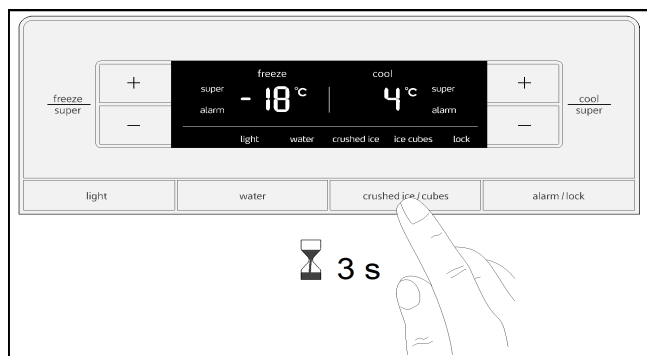 freeze cool
super super
+ - 18 °C 4 °C +
freeze
super
alarm alarm
cool
super
— —
light water crushed ice ice cubes lock
light water crushed ice / cubes alarm / lock
3 s